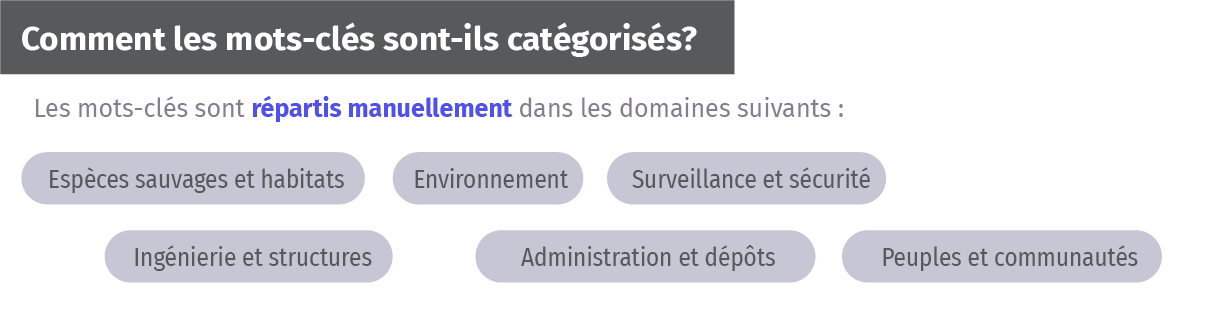 Comment les mots-clés sont-ils catégorisés?
Les mots-clés sont répartis manuellement dans les domaines suivants :
Espèces sauvages et habitats Environnement Surveillance et sécurité
Ingénierie et structures Administration et dépôts Peuples et communautés